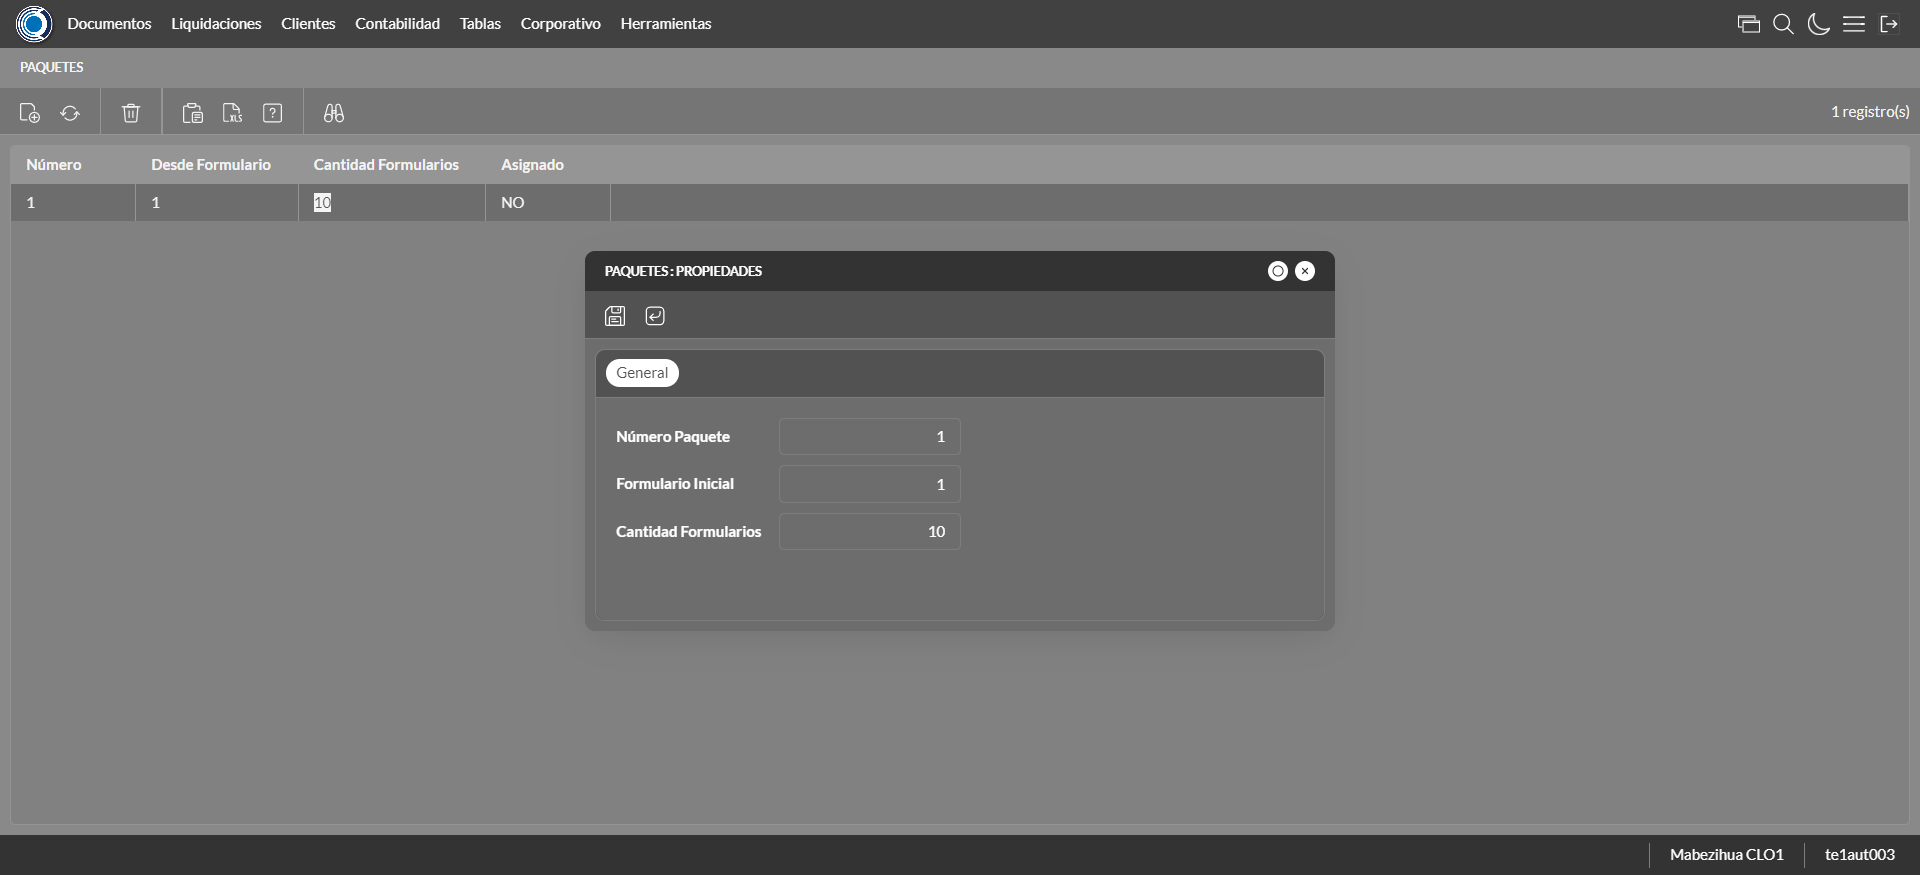 Documentos Liquidaciones Clientes Contabilidad Tablas Corporativo Herramientas
PAQUETES
XLS ? 1 registro(s)
Número Desde Formulario Cantidad Formularios Asignado
1 1 10 NO
PAQUETES : PROPIEDADES
General
Número Paquete 1
Formulario Inicial 1
Cantidad Formularios 10
Mabezihua CLO1 te1aut003